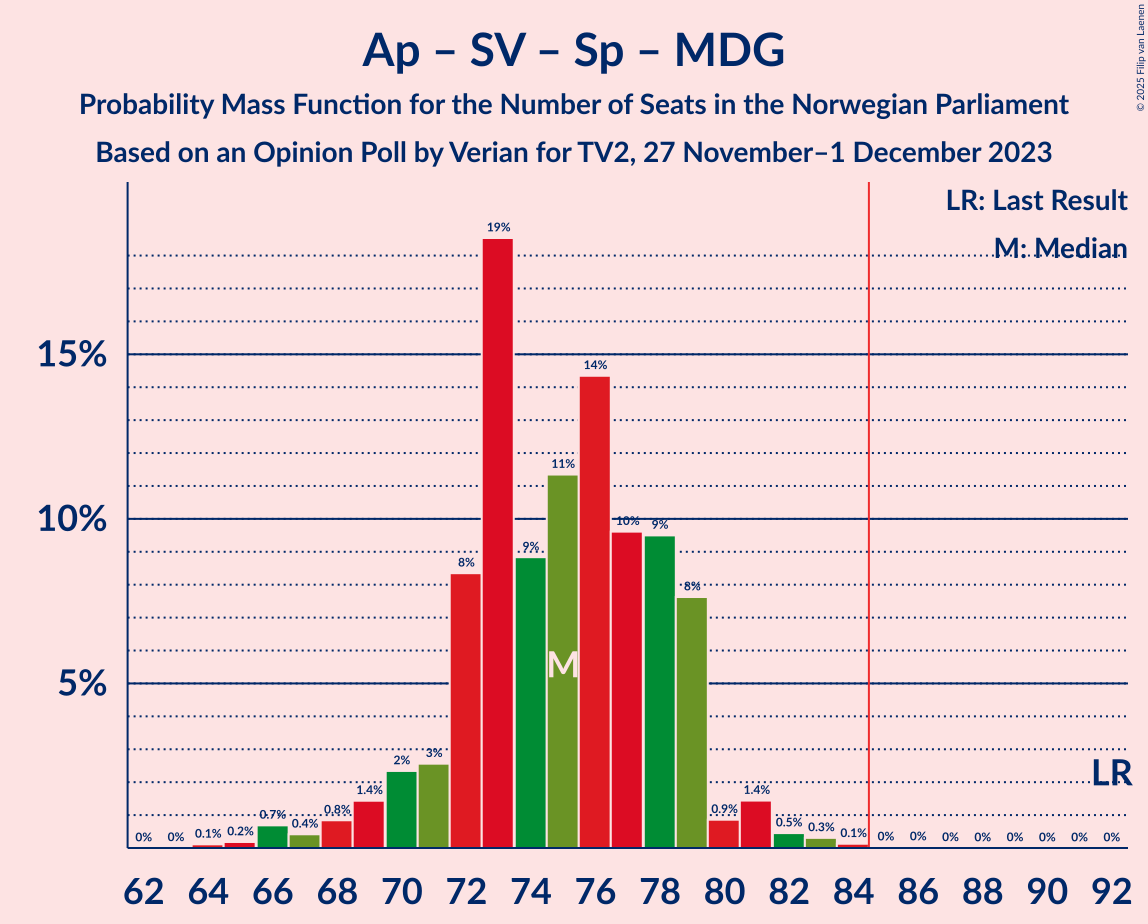 Ap – SV – Sp – MDG
Probability Mass Function for the Number of Seats in the Norwegian Parliament
Based on an Opinion Poll by Verian for TV2, 27 November–1 December 2023
© 2025 Filip van Laenen
LR: Last Result
M: Median
15%
10%
5%
0% 0% 0.1% 0.2% 0.7% 0.4% 0.8% 1.4% 2% 3% 8% 19% 9% 11% 14% 10% 9% 8% 0.9% 1.4% 0.5% 0.3% 0.1% 0% 0% 0% 0% 0% 0% 0% 0%
M
LR
62 64 66 68 70 72 74 76 78 80 82 84 86 88 90 92